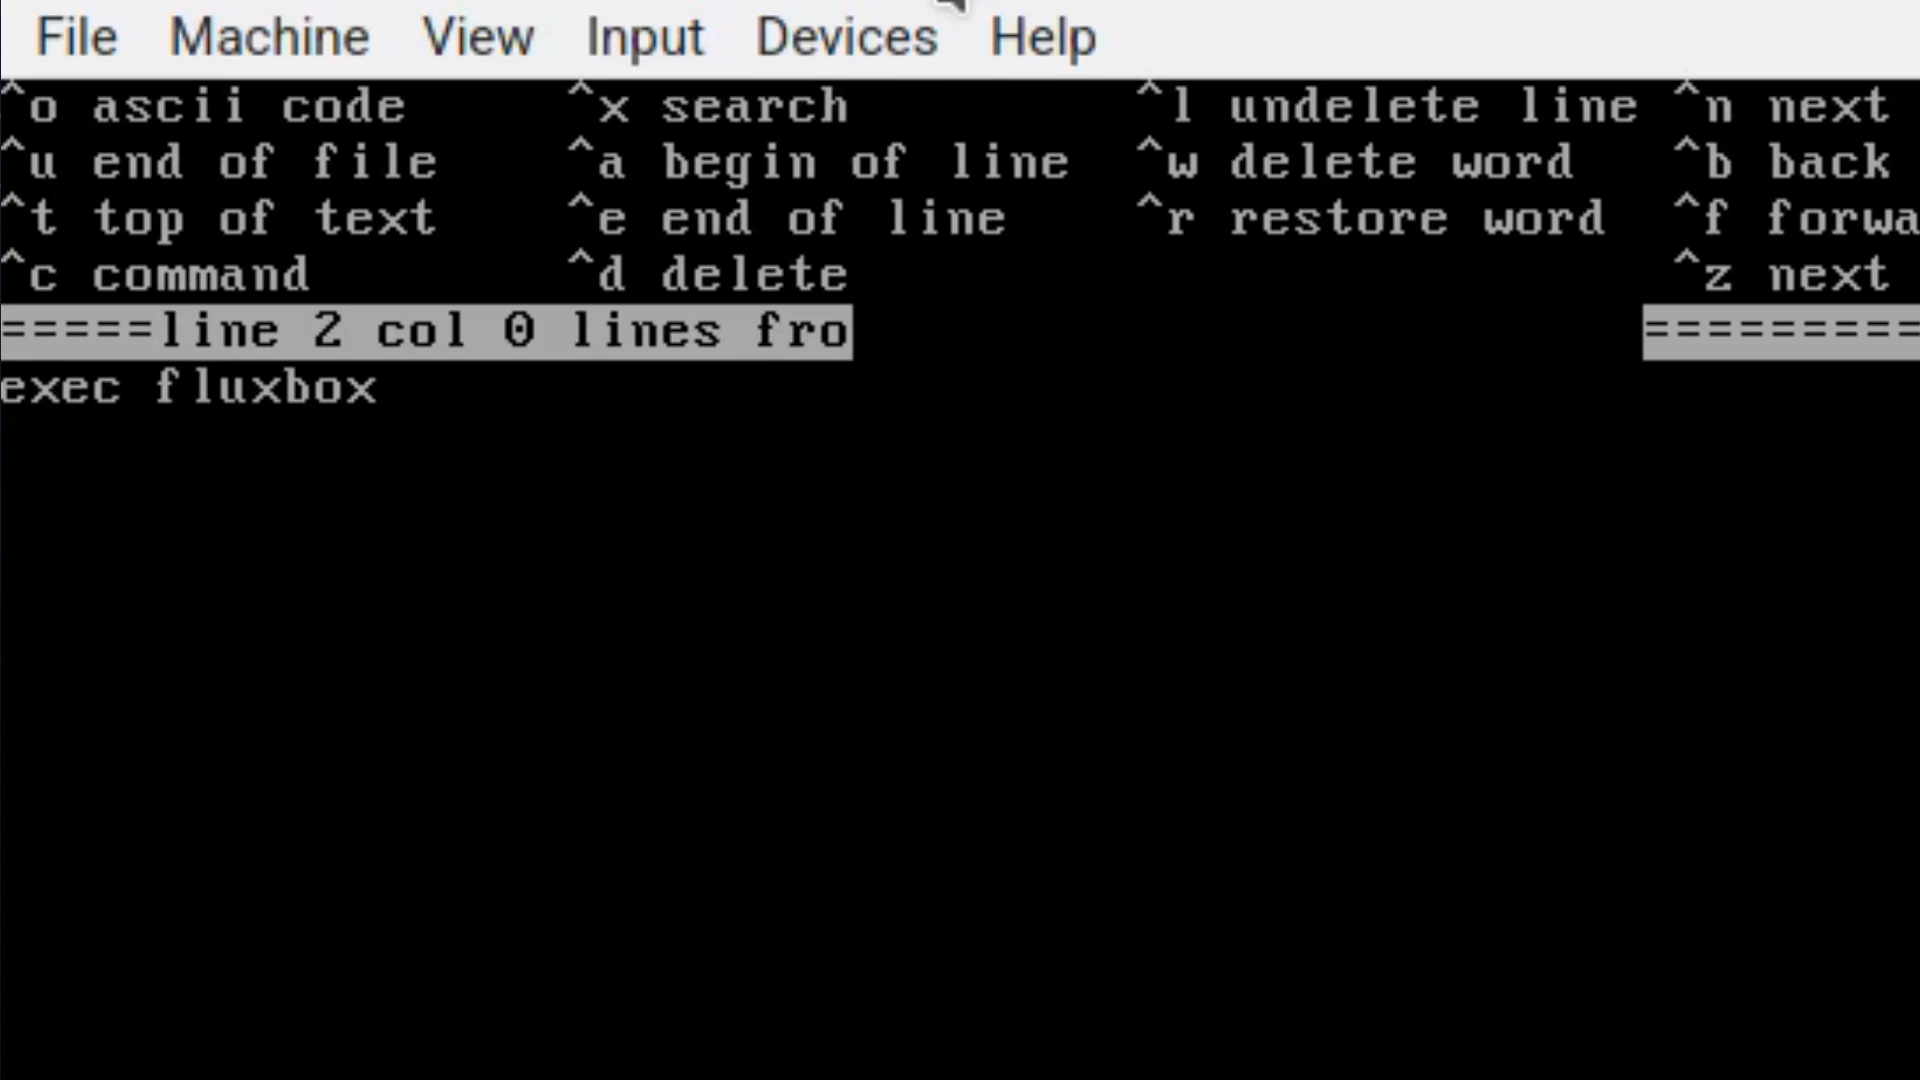 File Machine View Input Devices Help
^o ascii code ^x search ^l undelete line ^n next
^u end of file ^a begin of line ^w delete word ^b back
^t top of text ^e end of line ^r restore word ^f forwa
^c command ^d delete ^z next
=====line 2 col 0 lines fro =========
exec fluxbox